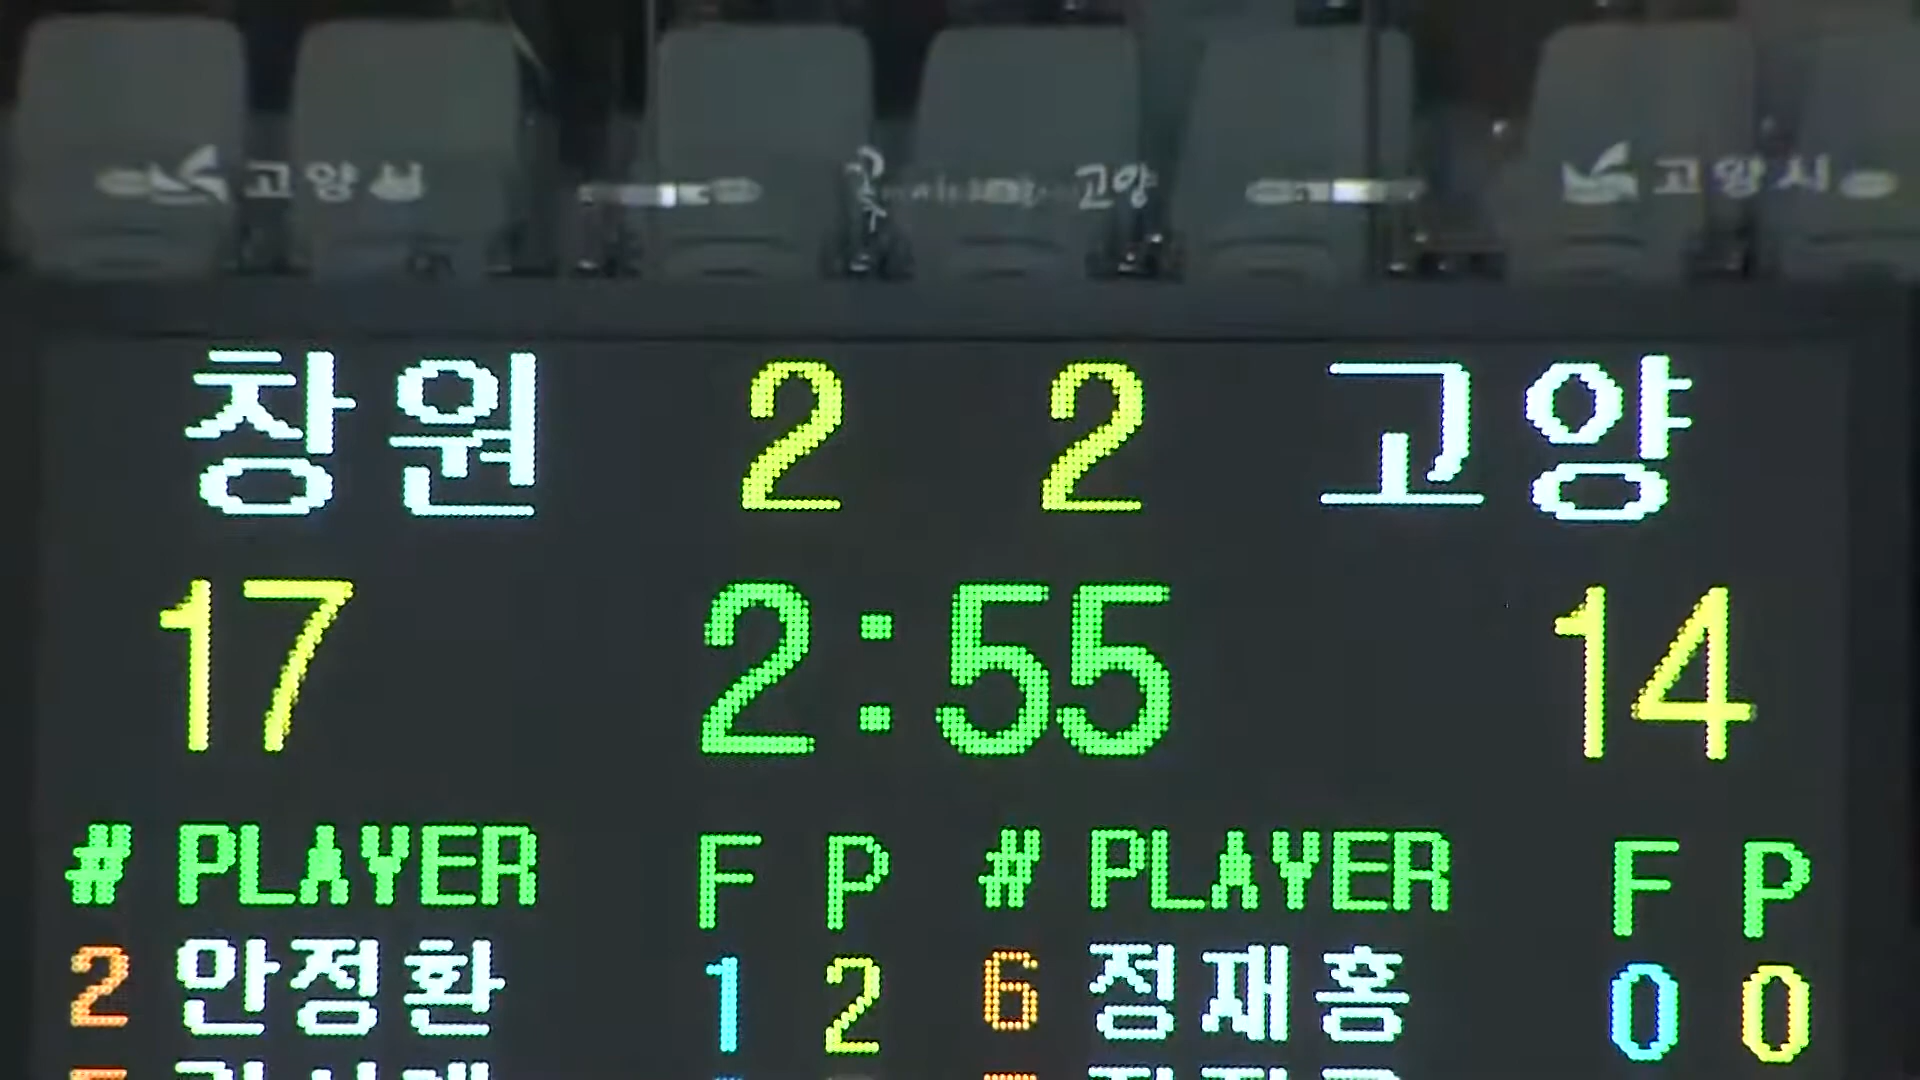 고양시 고양 고양시
창원 2 2 고양
17 2:55 14
# PLAYER F P # PLAYER F P
2 안정환 1 2 6 정재홍 0 0